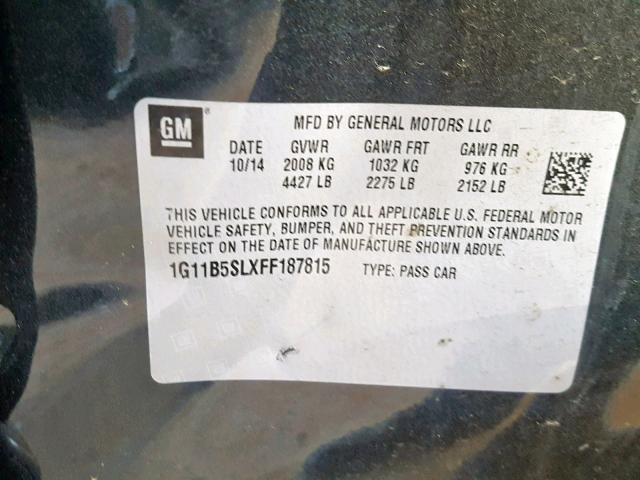 GM ®
MFD BY GENERAL MOTORS LLC
DATE GVWR GAWR FRT GAWR RR
10/14 2008 KG 1032 KG 976 KG
4427 LB 2275 LB 2152 LB
THIS VEHICLE CONFORMS TO ALL APPLICABLE U.S. FEDERAL MOTOR
VEHICLE SAFETY, BUMPER, AND THEFT PREVENTION STANDARDS IN
EFFECT ON THE DATE OF MANUFACTURE SHOWN ABOVE.
1G11B5SLXFF187815 TYPE: PASS CAR